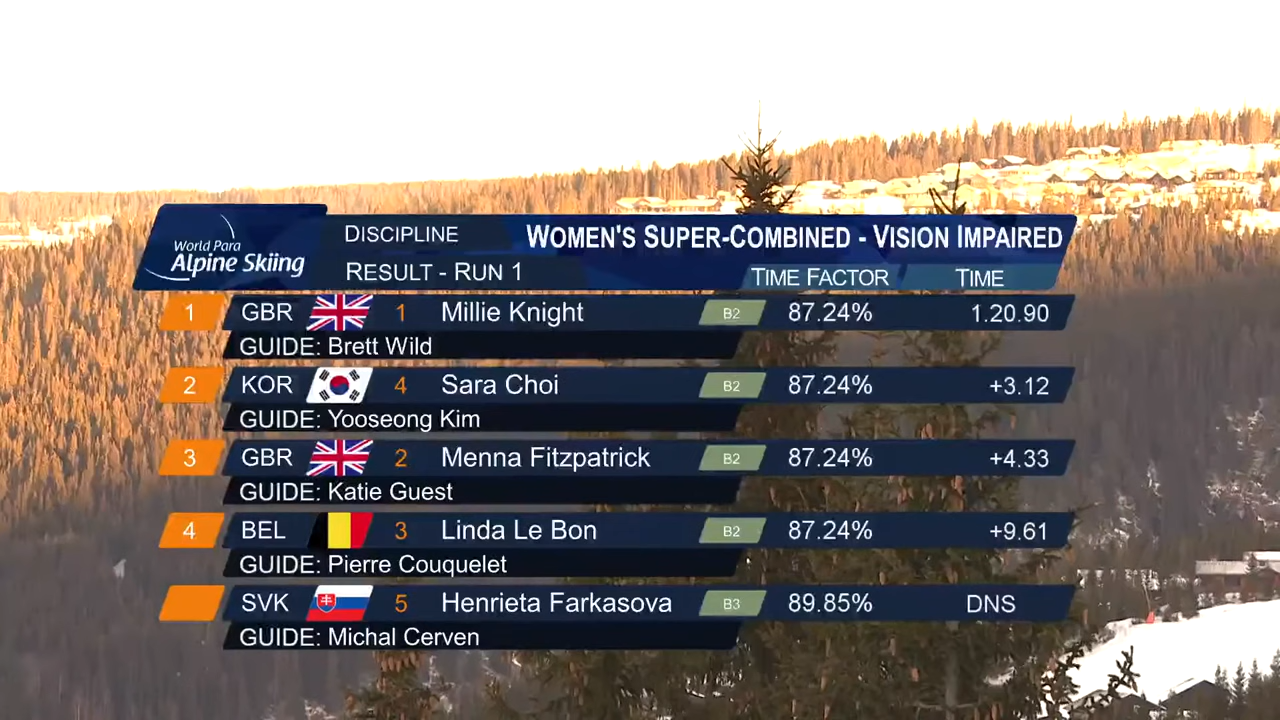 World Para
Alpine Skiing
DISCIPLINE WOMEN'S SUPER-COMBINED - VISION IMPAIRED
RESULT - RUN 1 TIME FACTOR TIME
1 GBR 1 Millie Knight B2 87.24% 1.20.90
GUIDE: Brett Wild
2 KOR 4 Sara Choi B2 87.24% +3.12
GUIDE: Yooseong Kim
3 GBR 2 Menna Fitzpatrick B2 87.24% +4.33
GUIDE: Katie Guest
4 BEL 3 Linda Le Bon B2 87.24% +9.61
GUIDE: Pierre Couquelet
SVK 5 Henrieta Farkasova B3 89.85% DNS
GUIDE: Michal Cerven